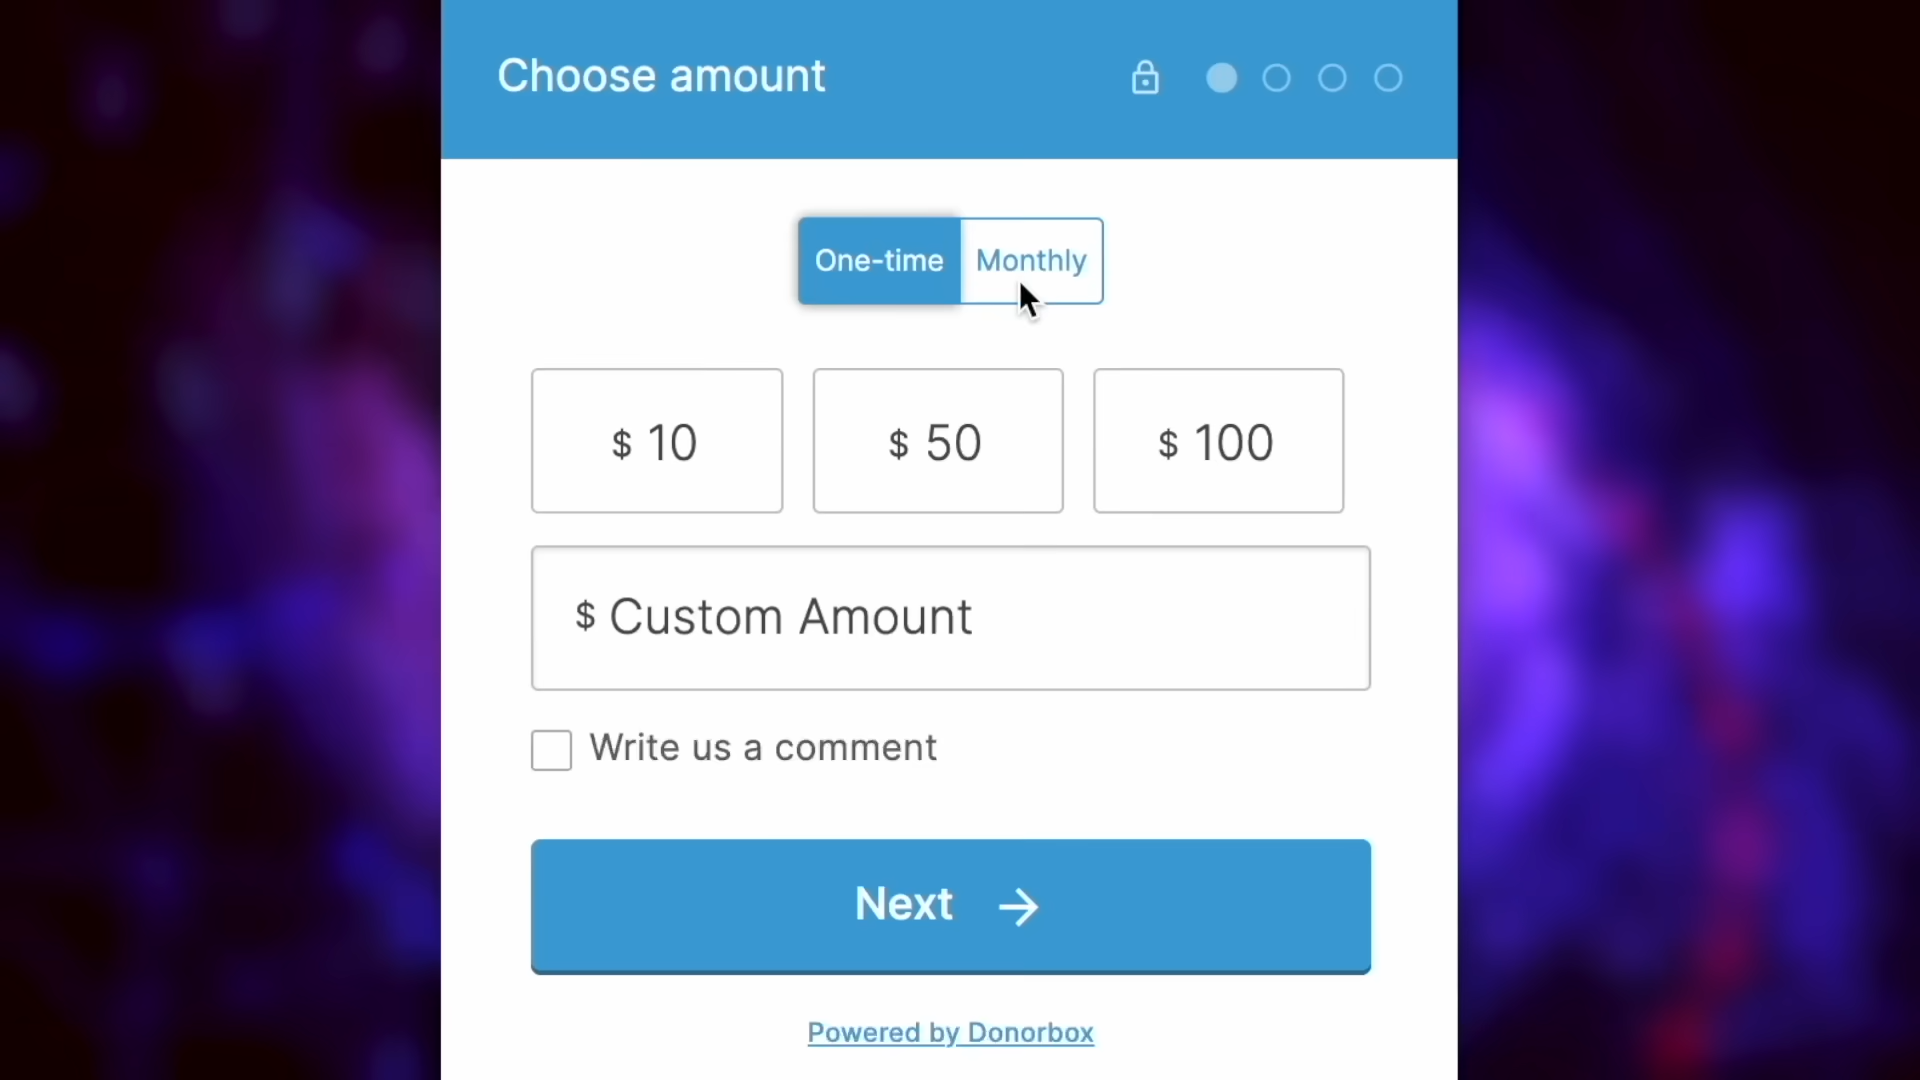 Choose amount
One-time Monthly
$ 10 $ 50 $ 100
$ Custom Amount
Write us a comment
Next →
Powered by Donorbox